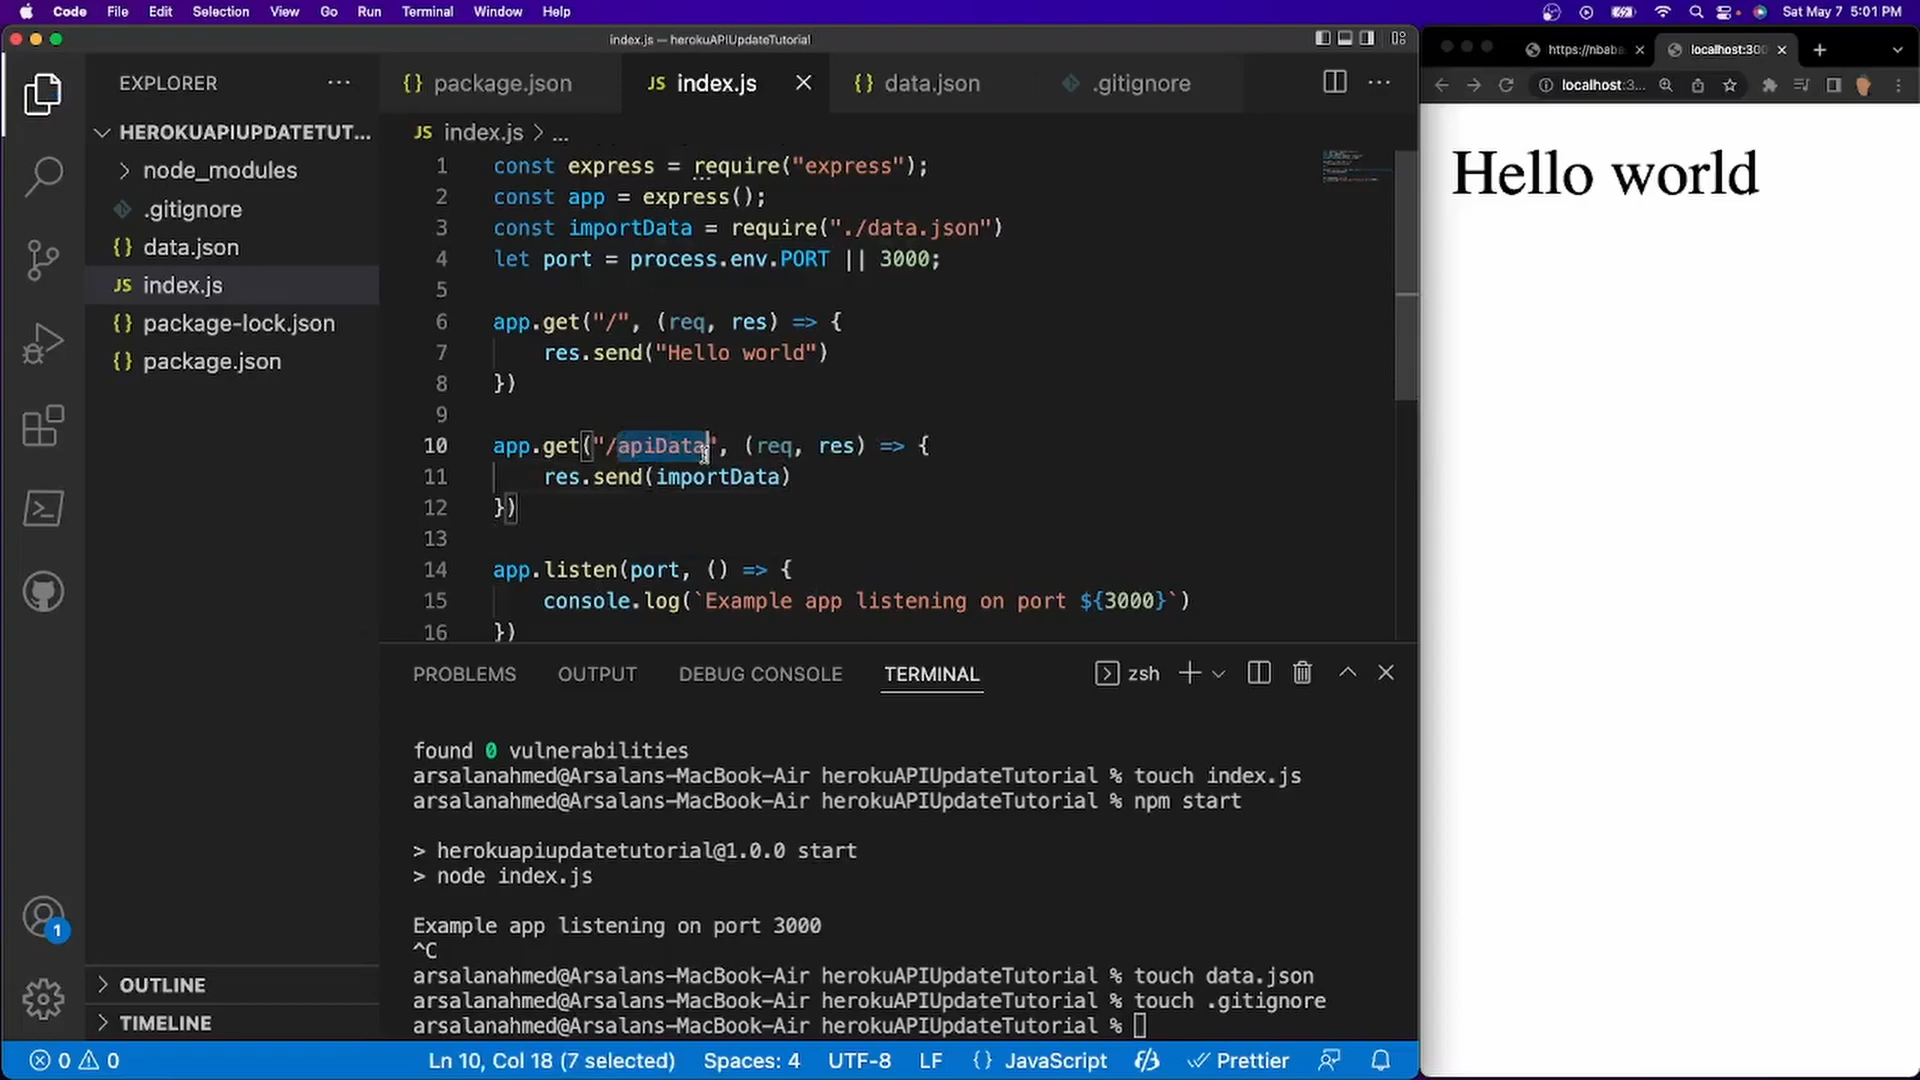 Code File Edit Selection View Go Run Terminal Window Help
Sat May 7 5:01 PM
index.js — herokuAPIUpdateTutorial
https://nbaba
localhost:300
localhost:3...
EXPLORER
HEROKUAPIUPDATETUT...
node_modules
.gitignore
data.json
JS index.js
package-lock.json
package.json
OUTLINE
TIMELINE
{} package.json JS index.js {} data.json .gitignore
JS index.js > ...
1 const express = require("express");
2 const app = express();
3 const importData = require("./data.json")
4 let port = process.env.PORT || 3000;
5
6 app.get("/", (req, res) => {
7 res.send("Hello world")
8 })
9
10 app.get("/apiData", (req, res) => {
11 res.send(importData)
12 })
13
14 app.listen(port, () => {
15 console.log(`Example app listening on port ${3000}`)
16 })
PROBLEMS OUTPUT DEBUG CONSOLE TERMINAL zsh
found 0 vulnerabilities
arsalanahmed@Arsalans-MacBook-Air herokuAPIUpdateTutorial % touch index.js
arsalanahmed@Arsalans-MacBook-Air herokuAPIUpdateTutorial % npm start
> herokuapiupdatetutorial@1.0.0 start
> node index.js
Example app listening on port 3000
^C
arsalanahmed@Arsalans-MacBook-Air herokuAPIUpdateTutorial % touch data.json
arsalanahmed@Arsalans-MacBook-Air herokuAPIUpdateTutorial % touch .gitignore
arsalanahmed@Arsalans-MacBook-Air herokuAPIUpdateTutorial %
1
0 0 Ln 10, Col 18 (7 selected) Spaces: 4 UTF-8 LF {} JavaScript Prettier
Hello world